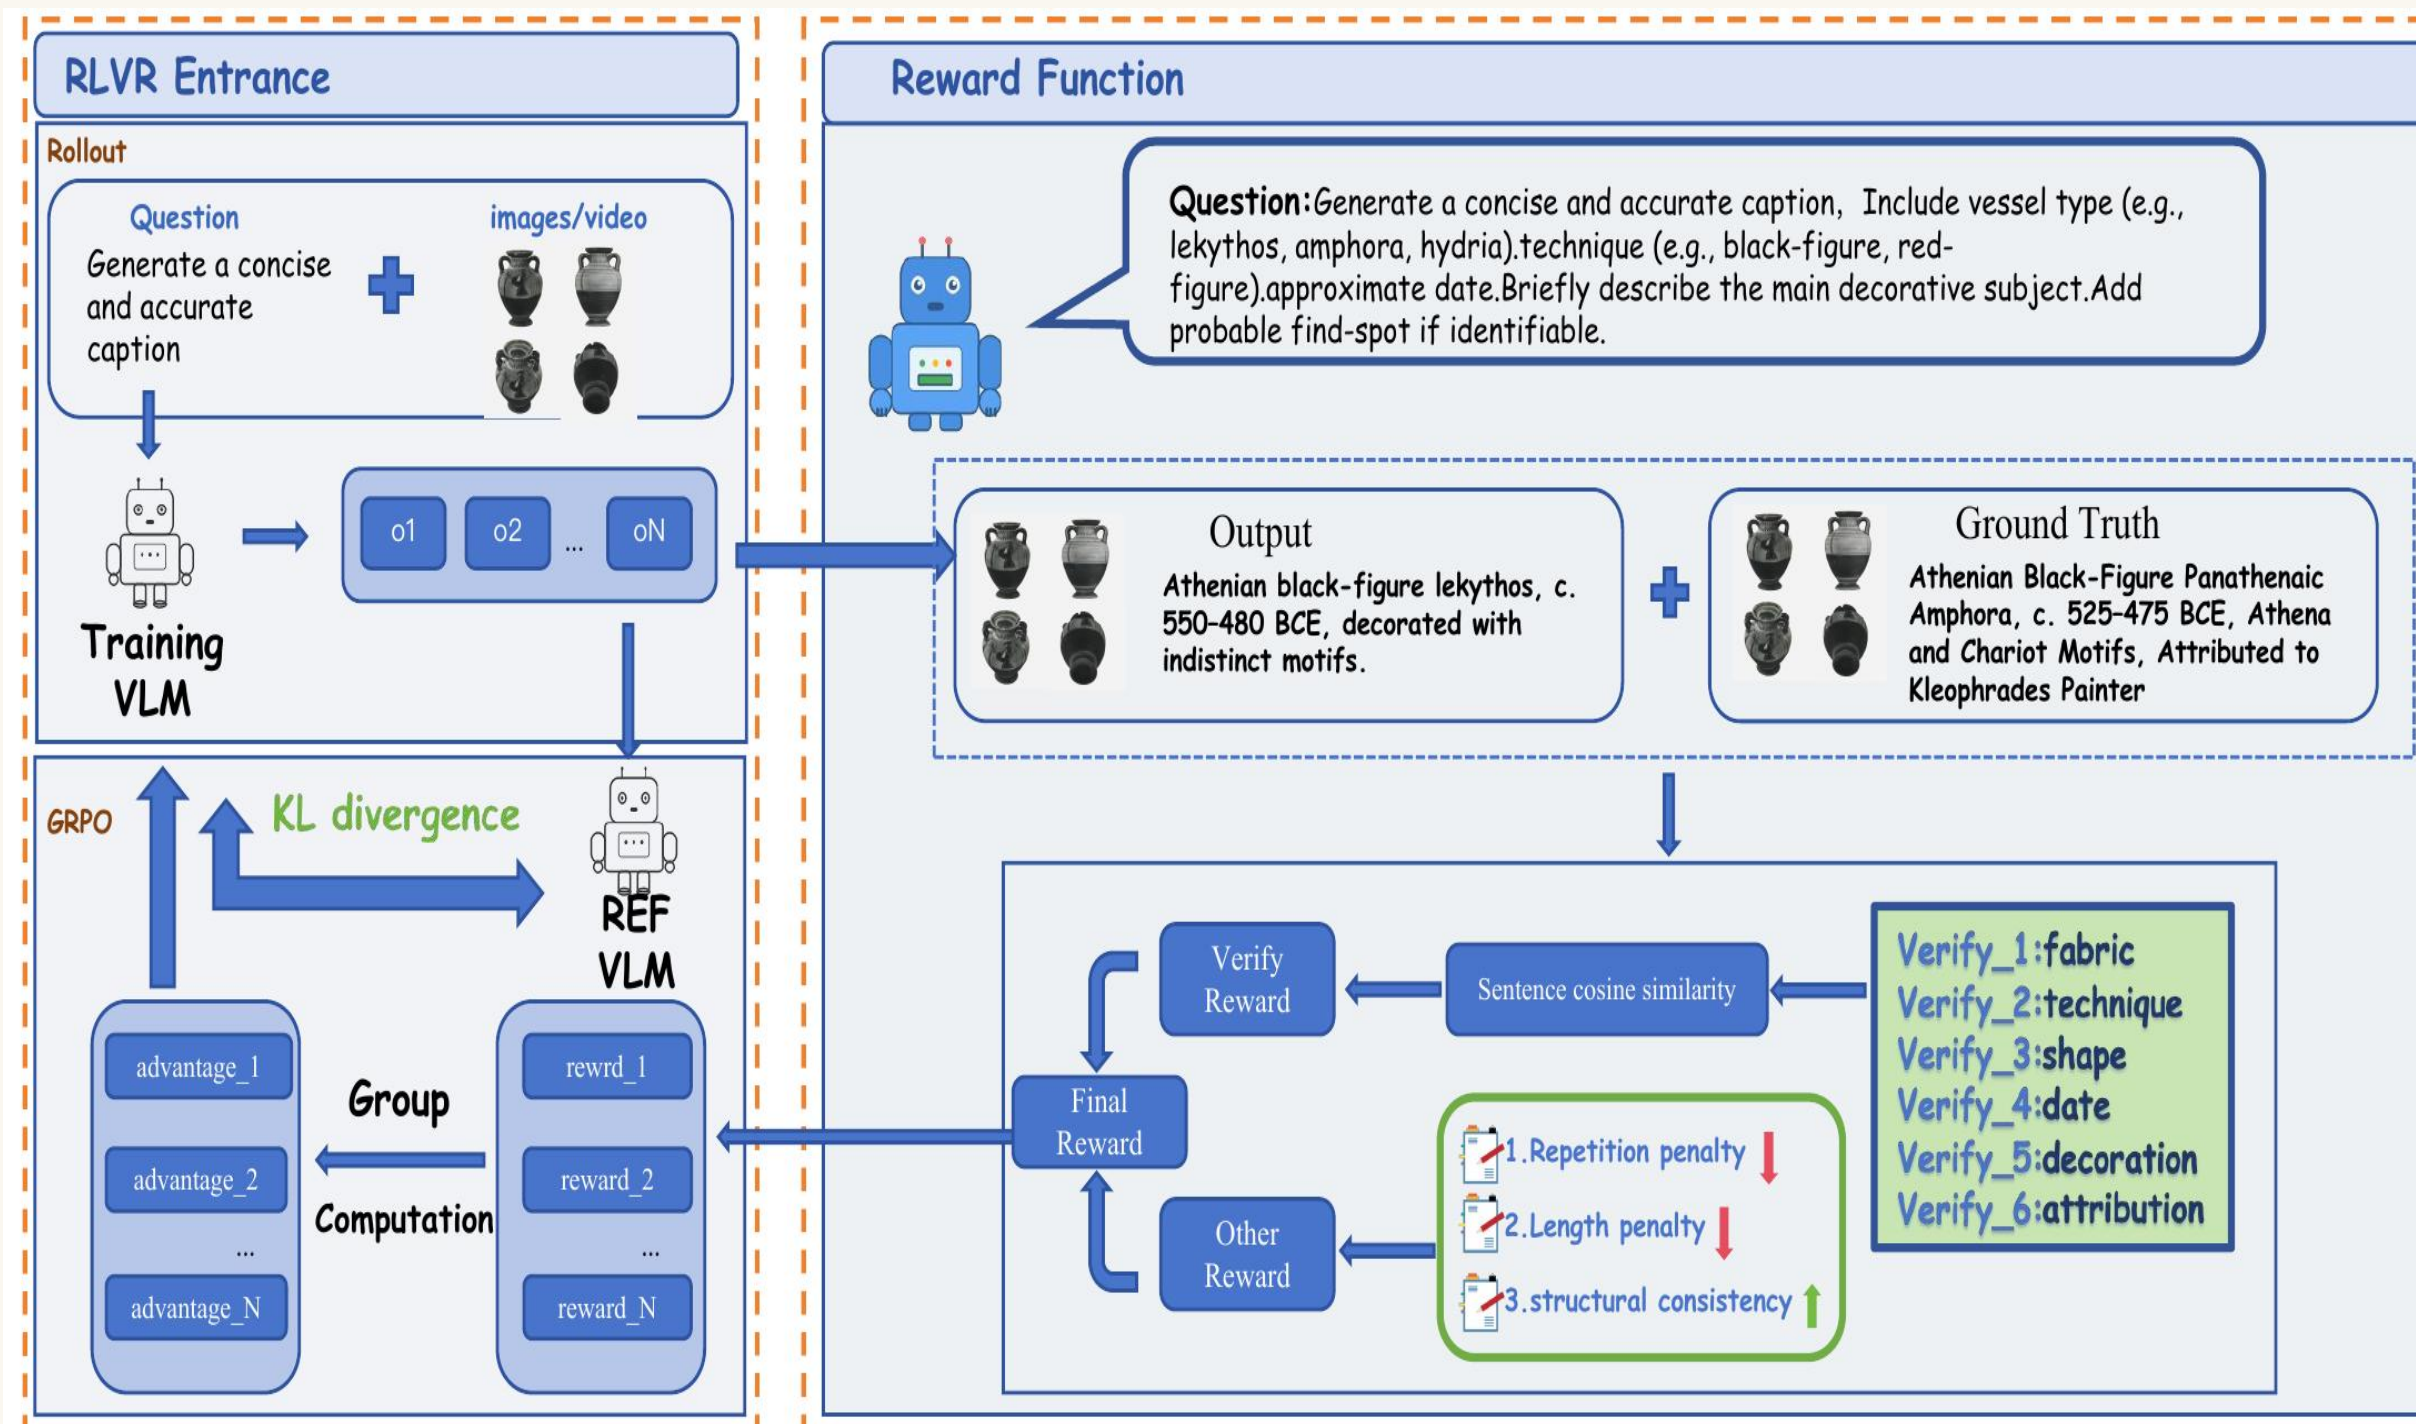 RLVR Entrance
Rollout
Question
images/video
Generate a concise
and accurate
caption
Training
VLM
o1
o2
...
oN
GRPO
KL divergence
REF
VLM
advantage_1
advantage_2
...
advantage_N
Group
Computation
rewrd_1
reward_2
...
reward_N
Reward Function
Question:Generate a concise and accurate caption, Include vessel type (e.g.,
lekythos, amphora, hydria).technique (e.g., black-figure, red-
figure).approximate date.Briefly describe the main decorative subject.Add
probable find-spot if identifiable.
Output
Athenian black-figure lekythos, c.
550-480 BCE, decorated with
indistinct motifs.
Ground Truth
Athenian Black-Figure Panathenaic
Amphora, c. 525-475 BCE, Athena
and Chariot Motifs, Attributed to
Kleophrades Painter
Verify
Reward
Sentence cosine similarity
Verify_1:fabric
Verify_2:technique
Verify_3:shape
Verify_4:date
Verify_5:decoration
Verify_6:attribution
Final
Reward
Other
Reward
1.Repetition penalty
2.Length penalty
3.structural consistency